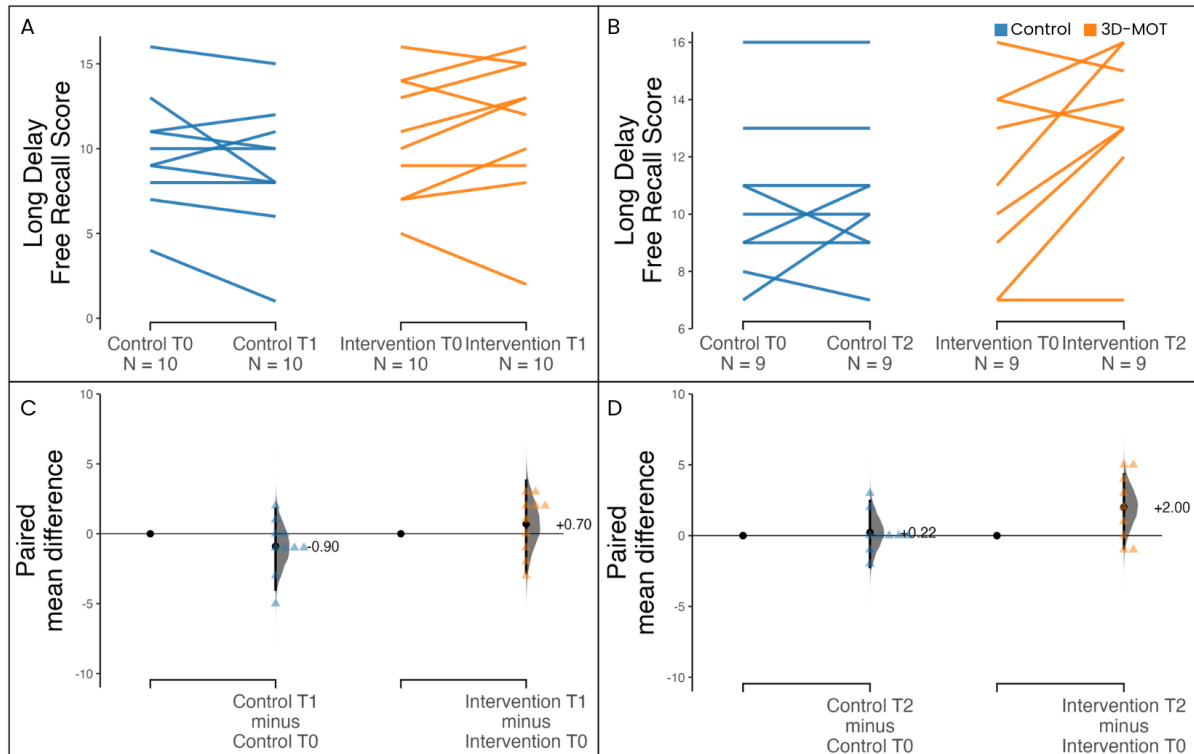 A
Long Delay
Free Recall Score
15
10
5
0
Control T0
N = 10
Control T1
N = 10
Intervention T0
N = 10
Intervention T1
N = 10
B
Control
3D-MOT
Long Delay
Free Recall Score
16
14
12
10
8
6
Control T0
N = 9
Control T2
N = 9
Intervention T0
N = 9
Intervention T2
N = 9
C
Paired
mean difference
10
5
0
-5
-10
-0.90
+0.70
Control T1
minus
Control T0
Intervention T1
minus
Intervention T0
D
Paired
mean difference
10
5
0
-5
-10
+0.22
+2.00
Control T2
minus
Control T0
Intervention T2
minus
Intervention T0